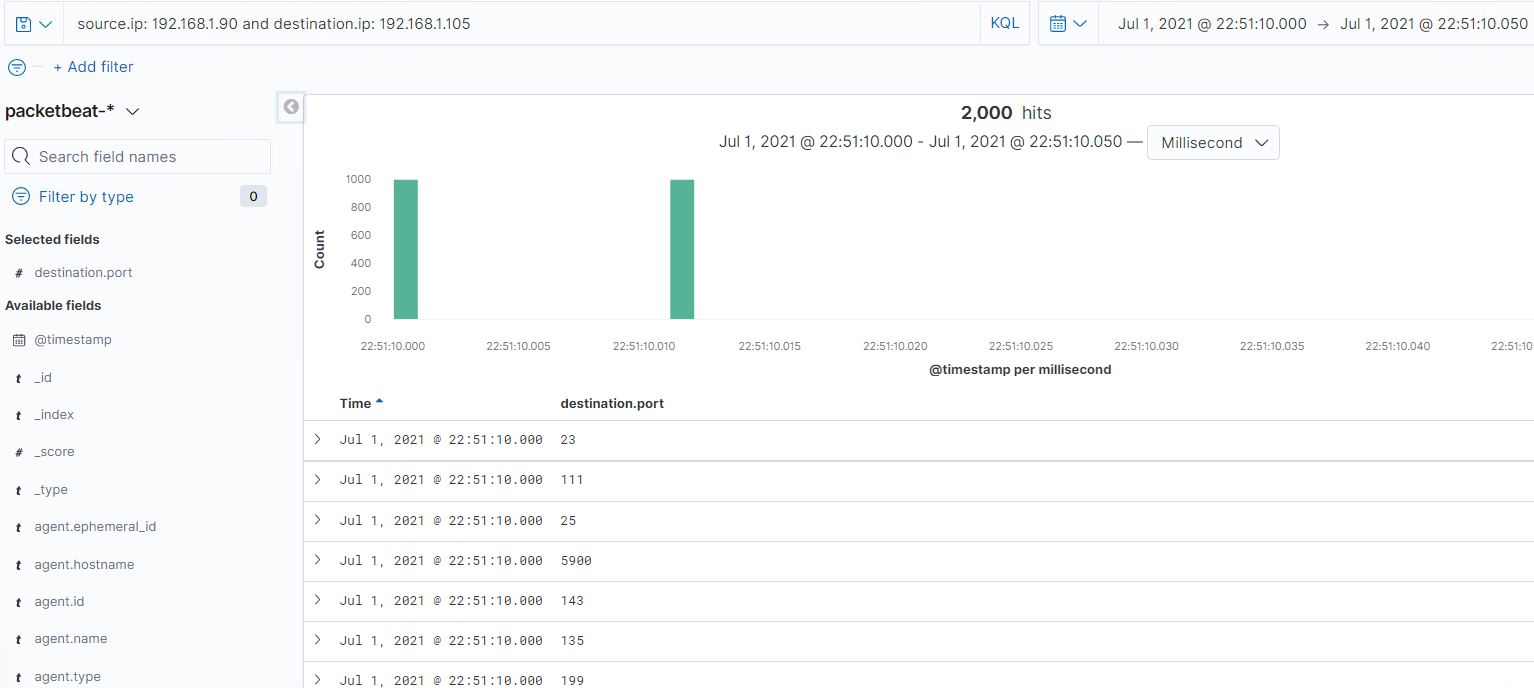 source.ip: 192.168.1.90 and destination.ip: 192.168.1.105 KQL Jul 1, 2021 @ 22:51:10.000 → Jul 1, 2021 @ 22:51:10.050
+ Add filter
packetbeat-*
Search field names
Filter by type 0
Selected fields
# destination.port
Available fields
@timestamp
t _id
t _index
# _score
t _type
t agent.ephemeral_id
t agent.hostname
t agent.id
t agent.name
t agent.type
2,000 hits
Jul 1, 2021 @ 22:51:10.000 - Jul 1, 2021 @ 22:51:10.050 — Millisecond
Count
1000
800
600
400
200
0
22:51:10.000 22:51:10.005 22:51:10.010 22:51:10.015 22:51:10.020 22:51:10.025 22:51:10.030 22:51:10.035 22:51:10.040 22:51:10
@timestamp per millisecond
Time destination.port
Jul 1, 2021 @ 22:51:10.000 23
Jul 1, 2021 @ 22:51:10.000 111
Jul 1, 2021 @ 22:51:10.000 25
Jul 1, 2021 @ 22:51:10.000 5900
Jul 1, 2021 @ 22:51:10.000 143
Jul 1, 2021 @ 22:51:10.000 135
Jul 1, 2021 @ 22:51:10.000 199